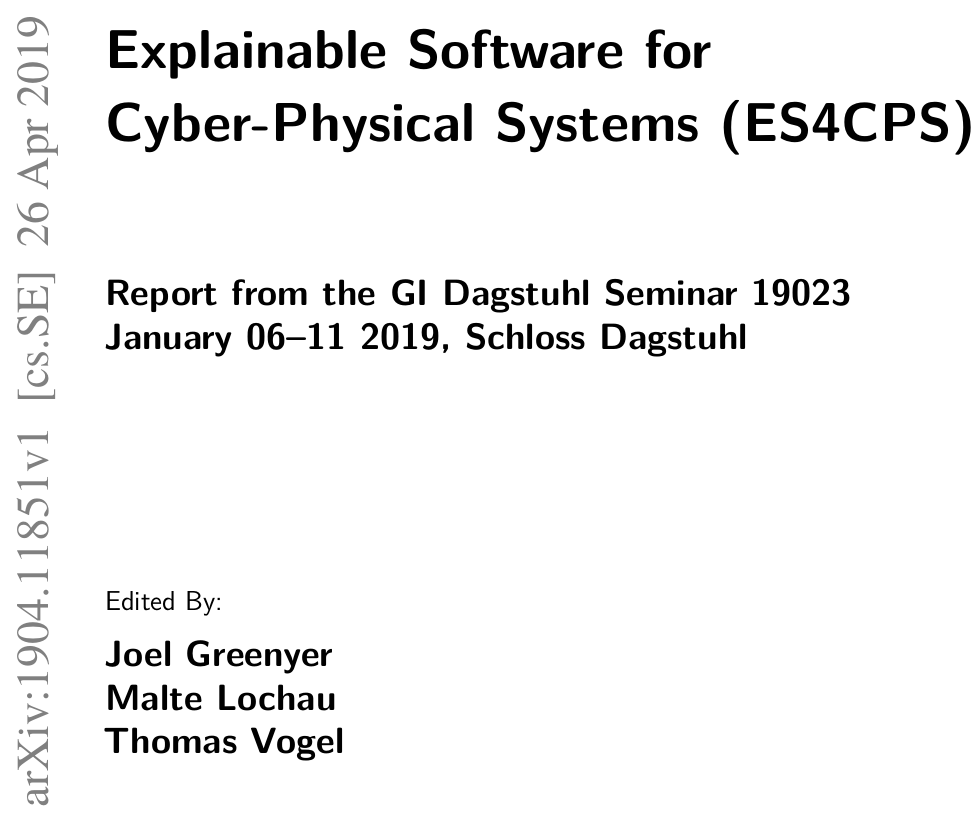 Explainable Software for
Cyber-Physical Systems (ES4CPS)
Report from the GI Dagstuhl Seminar 19023
January 06–11 2019, Schloss Dagstuhl
Edited By:
Joel Greenyer
Malte Lochau
Thomas Vogel
arXiv:1904.11851v1 [cs.SE] 26 Apr 2019